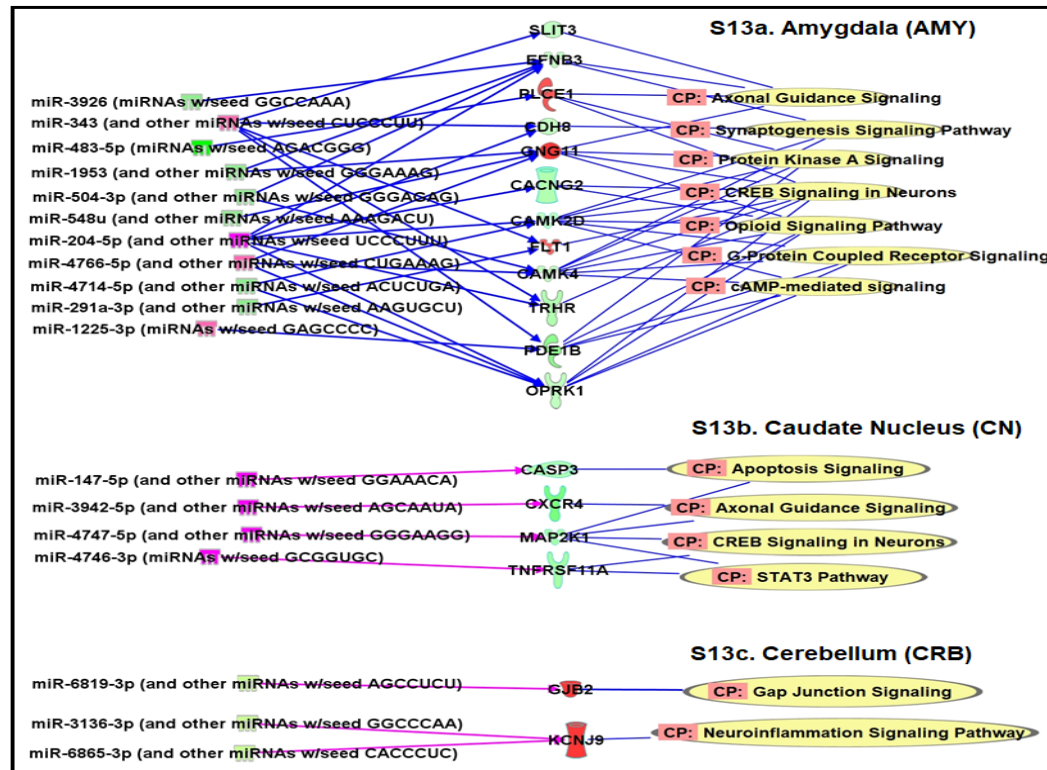 S13a. Amygdala (AMY)
miR-3926 (miRNAs w/seed GGCCAAA)
miR-343 (and other miRNAs w/seed CUCCCUU)
miR-483-5p (miRNAs w/seed AGACGGG)
miR-1953 (and other miRNAs w/seed GGGAAAG)
miR-504-3p (and other miRNAs w/seed GGGAGAG)
miR-548u (and other miRNAs w/seed AAAGACU)
miR-204-5p (and other miRNAs w/seed UCCCUUU)
miR-4766-5p (and other miRNAs w/seed CUGAAAG)
miR-4714-5p (and other miRNAs w/seed ACUCUGA)
miR-291a-3p (and other miRNAs w/seed AAGUGCU)
miR-1225-3p (miRNAs w/seed GAGCCCC)
SLIT3
EFNB3
PLCE1
CDH8
GNG11
CACNG2
CAMK2D
FLT1
CAMK4
TRHR
PDE1B
OPRK1
CP: Axonal Guidance Signaling
CP: Synaptogenesis Signaling Pathway
CP: Protein Kinase A Signaling
CP: CREB Signaling in Neurons
CP: Opioid Signaling Pathway
CP: G-Protein Coupled Receptor Signaling
CP: cAMP-mediated signaling
S13b. Caudate Nucleus (CN)
miR-147-5p (and other miRNAs w/seed GGAAACA)
miR-3942-5p (and other miRNAs w/seed AGCAAUA)
miR-4747-5p (and other miRNAs w/seed GGGAAGG)
miR-4746-3p (miRNAs w/seed GCGGUGC)
CASP3
CXCR4
MAP2K1
TNFRSF11A
CP: Apoptosis Signaling
CP: Axonal Guidance Signaling
CP: CREB Signaling in Neurons
CP: STAT3 Pathway
S13c. Cerebellum (CRB)
miR-6819-3p (and other miRNAs w/seed AGCCUCU)
miR-3136-3p (and other miRNAs w/seed GGCCCAA)
miR-6865-3p (and other miRNAs w/seed CACCCUC)
GJB2
KCNJ9
CP: Gap Junction Signaling
CP: Neuroinflammation Signaling Pathway